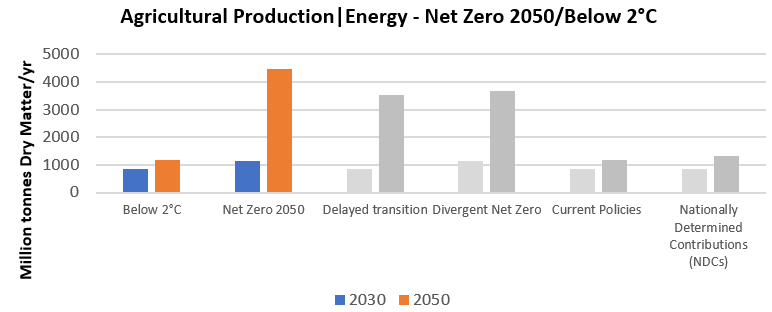 Agricultural Production|Energy - Net Zero 2050/Below 2°C
Million tonnes Dry Matter/yr
5000
4000
3000
2000
1000
0
Below 2°C
Net Zero 2050
Delayed transition
Divergent Net Zero
Current Policies
Nationally
Determined
Contributions
(NDCs)
2030
2050